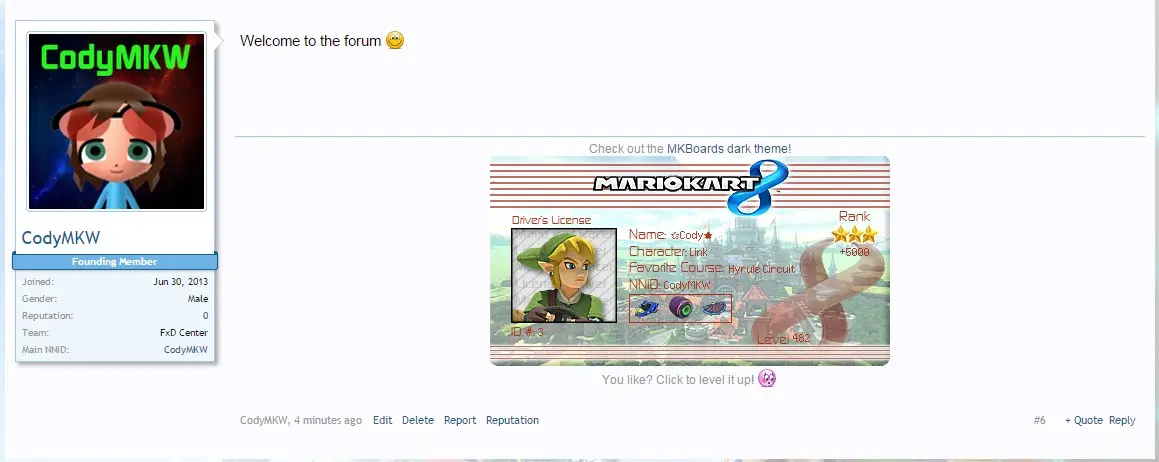 CodyMKW
CodyMKW
Founding Member
Joined: Jun 30, 2013
Gender: Male
Reputation: 0
Team: FxD Center
Main NNID: CodyMKW
Welcome to the forum
Check out the MKBoards dark theme!
MARIOKART 8
Driver's License
Name: ☆Cody★
Character: Link
Favorite Course: Hyrule Circuit
NNID: CodyMKW
ID #: 3
Rank
+5000
Level 482
You like? Click to level it up!
CodyMKW, 4 minutes ago Edit Delete Report Reputation #6 + Quote Reply